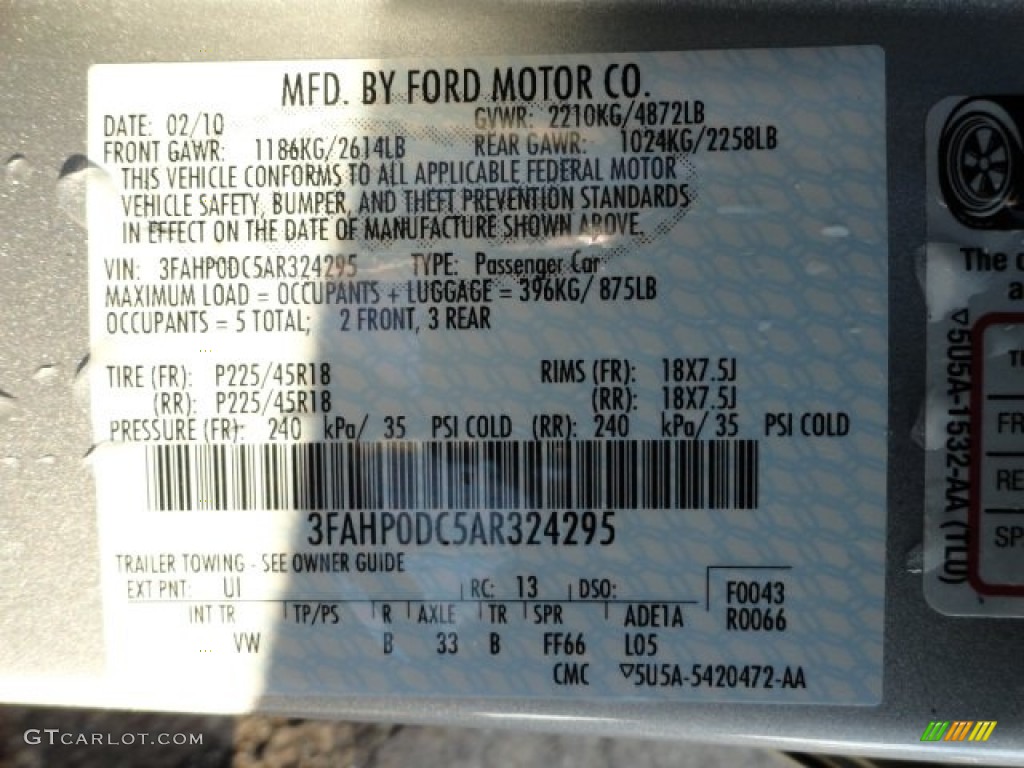 MFD. BY FORD MOTOR CO.
DATE: 02/10 GVWR: 2210KG/4872LB
FRONT GAWR: 1186KG/2614LB REAR GAWR: 1024KG/2258LB
THIS VEHICLE CONFORMS TO ALL APPLICABLE FEDERAL MOTOR
VEHICLE SAFETY, BUMPER, AND THEFT PREVENTION STANDARDS
IN EFFECT ON THE DATE OF MANUFACTURE SHOWN ABOVE.
VIN: 3FAHP0DC5AR324295 TYPE: Passenger Car
MAXIMUM LOAD = OCCUPANTS + LUGGAGE = 396KG/ 875LB
OCCUPANTS = 5 TOTAL; 2 FRONT, 3 REAR
TIRE (FR): P225/45R18 RIMS (FR): 18X7.5J
(RR): P225/45R18 (RR): 18X7.5J
PRESSURE (FR): 240 kPa/ 35 PSI COLD (RR): 240 kPa/ 35 PSI COLD
3FAHP0DC5AR324295
TRAILER TOWING - SEE OWNER GUIDE
EXT PNT: UI RC: 13 DSO: F0043
INT TR TP/PS R AXLE TR SPR ADE1A R0066
VW B 33 B FF66 L05
CMC ▽5U5A-5420472-AA
The
a
▽5U5A-1532-AA (TLD)
TI
FR
RE
SP
GTCARLOT.COM